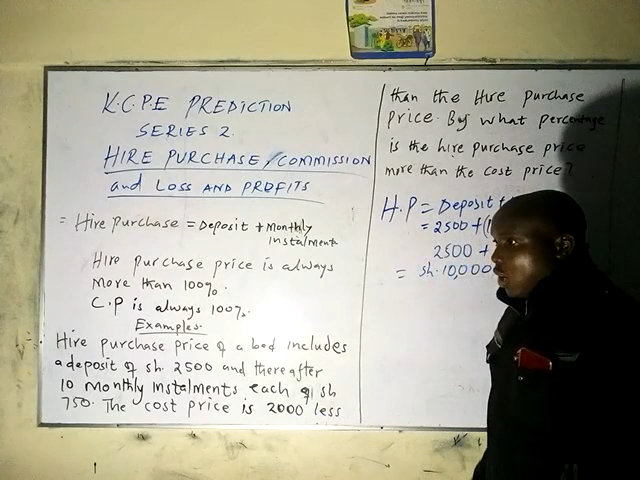 K.C.P.E PREDICTION
SERIES 2.
HIRE PURCHASE/COMMISSION
and LOSS AND PROFITS
= Hire purchase = Deposit + Monthly
instalments
Hire purchase price is always
More than 100%.
C.P is always 100%.
Examples.
Hire purchase price of a bed includes
a deposit of sh. 2500 and thereafter
10 monthly instalments each of sh
750. The cost price is 2000 less
than the Hire purchase
price. By what percentage
is the hire purchase price
more than the cost price?
H.P = Deposit +
= 2500 + (
2500 +
= sh. 10,000